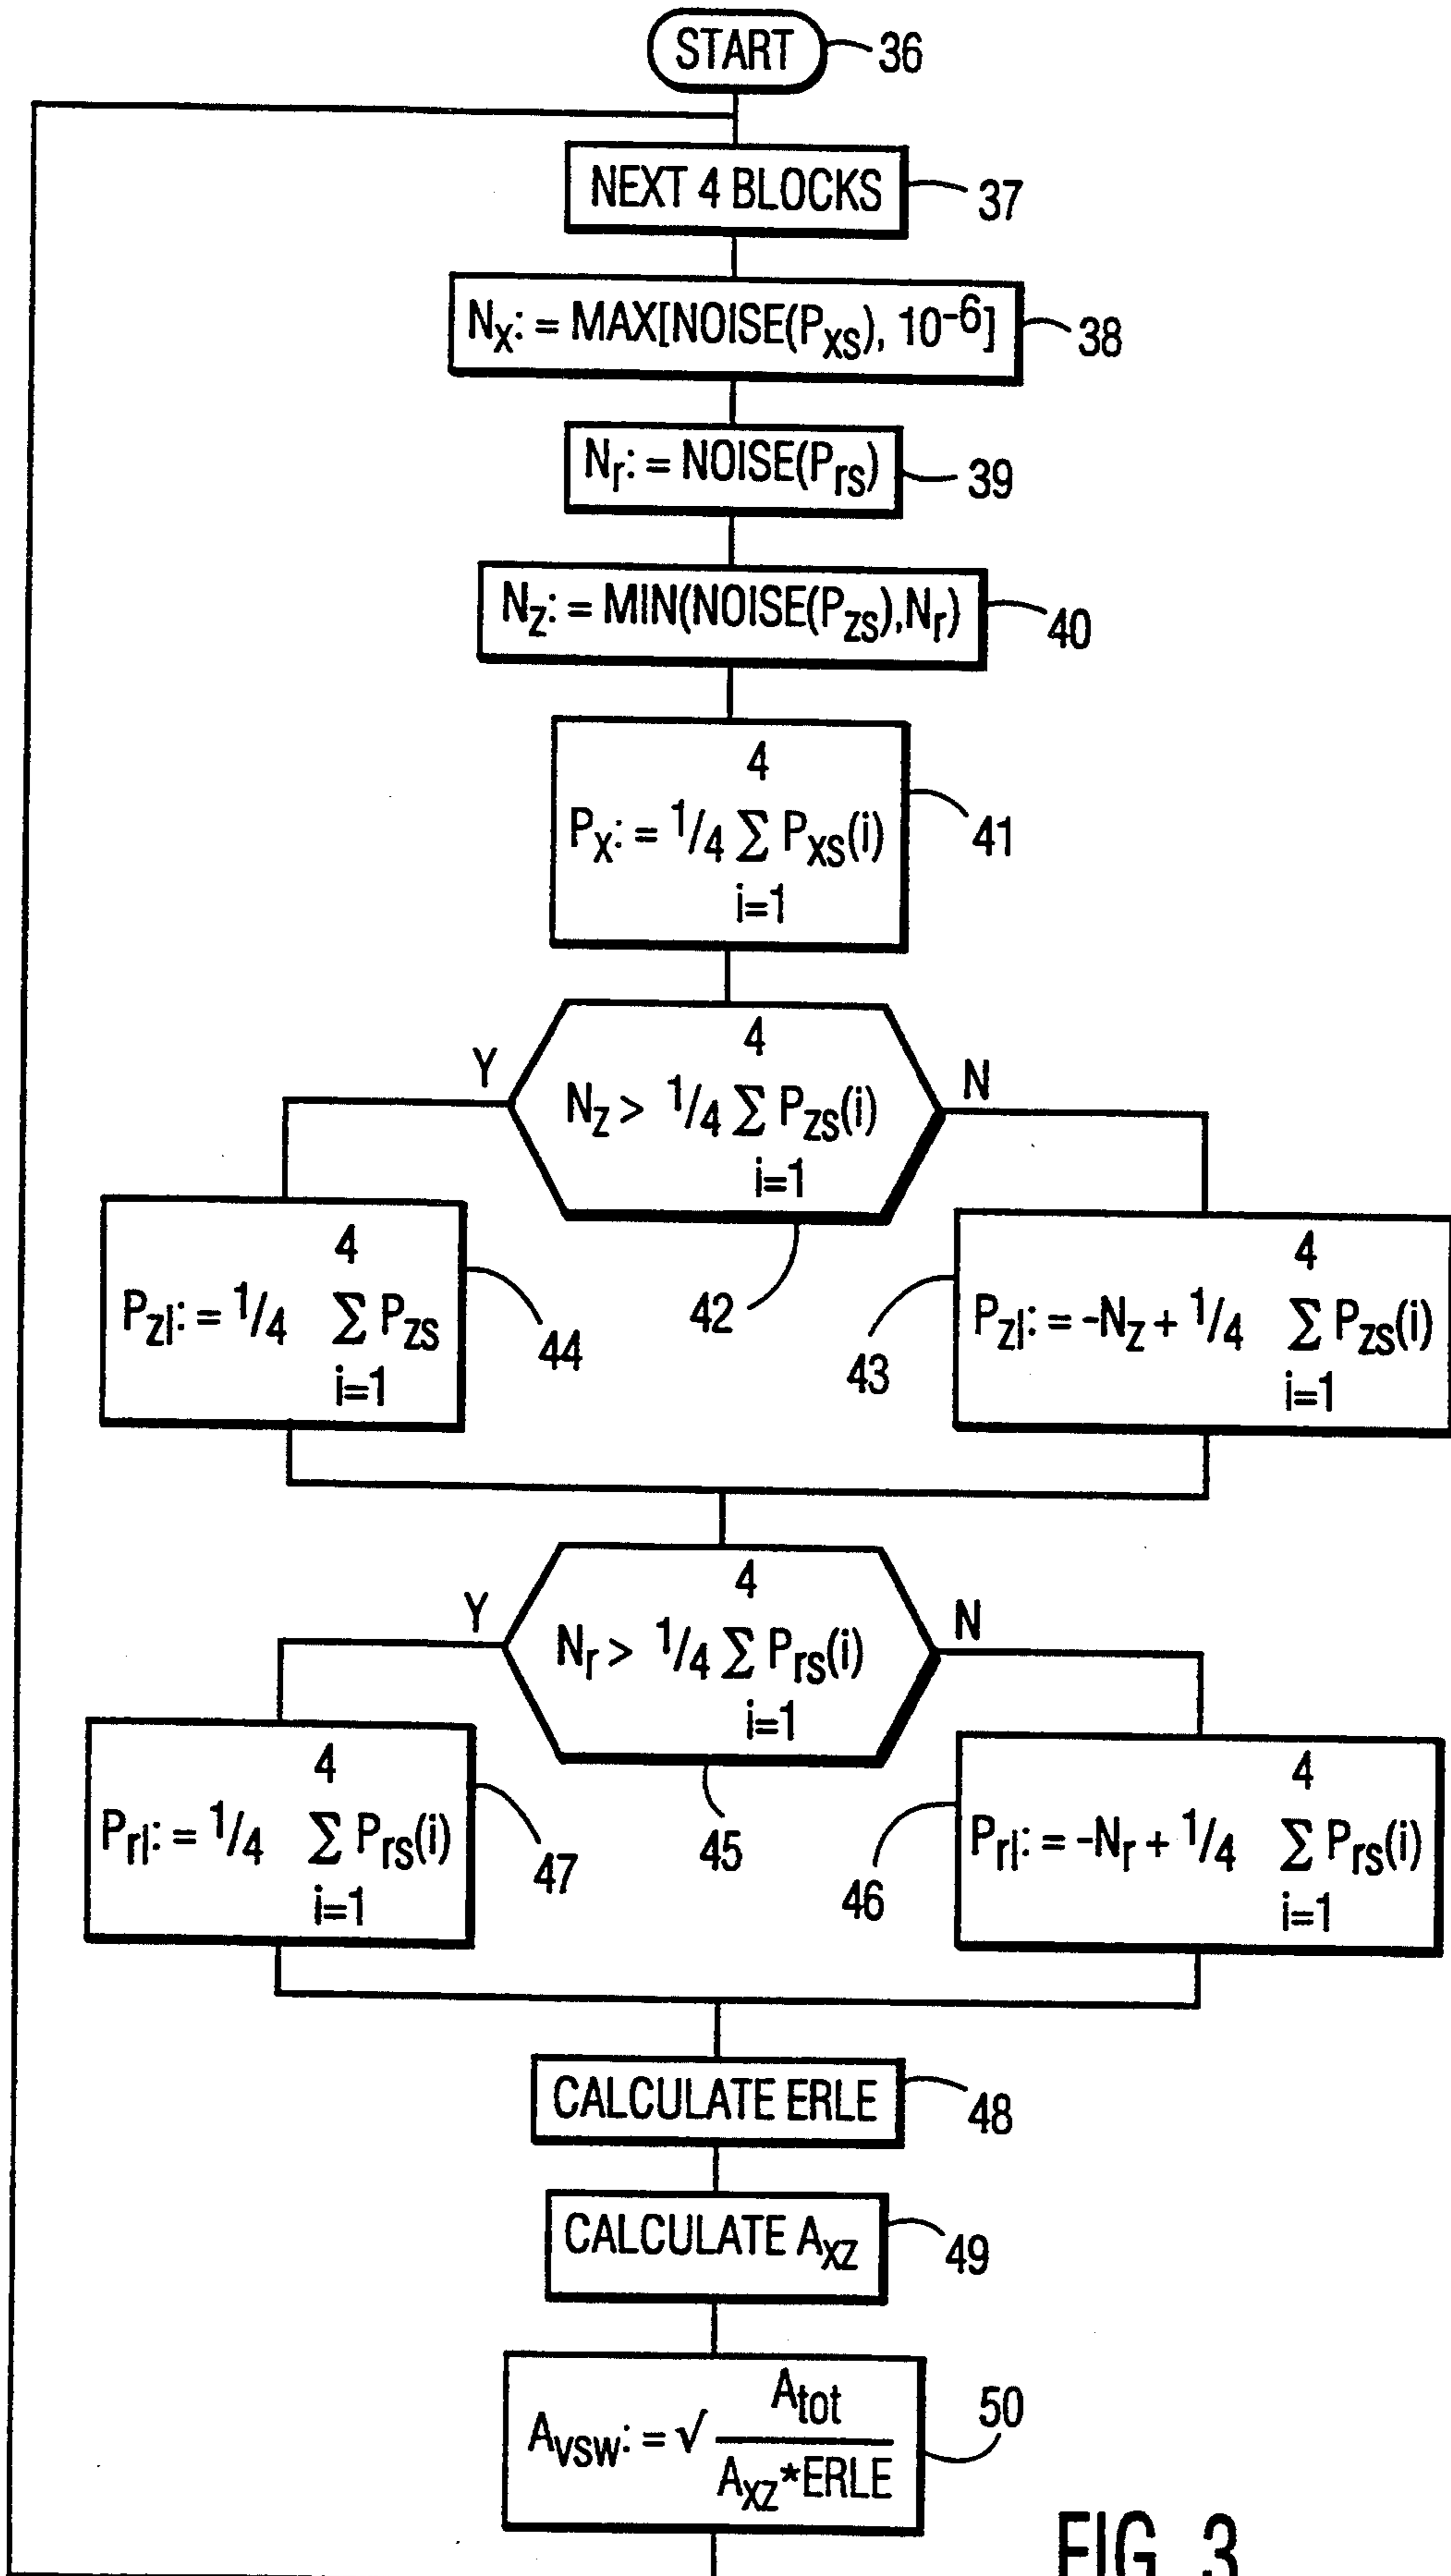 START 36
NEXT 4 BLOCKS 37
Nx: = MAX[NOISE(Pxs), 10-6] 38
Nr: = NOISE(Prs) 39
Nz: = MIN(NOISE(Pzs),Nr) 40
4
Px: = 1/4 Σ Pxs(i) 41
i=1
Y N
4
Nz > 1/4 Σ Pzs(i)
i=1
42
4
Pzl: = 1/4 Σ Pzs
i=1
44
4
Pzl: = -Nz + 1/4 Σ Pzs(i)
i=1
43
Y N
4
Nr > 1/4 Σ Prs(i)
i=1
45
4
Prl: = 1/4 Σ Prs(i)
i=1
47
4
Prl: = -Nr + 1/4 Σ Prs(i)
i=1
46
CALCULATE ERLE 48
CALCULATE Axz 49
Atot
Avsw: = √
Axz*ERLE
50
FIG. 3